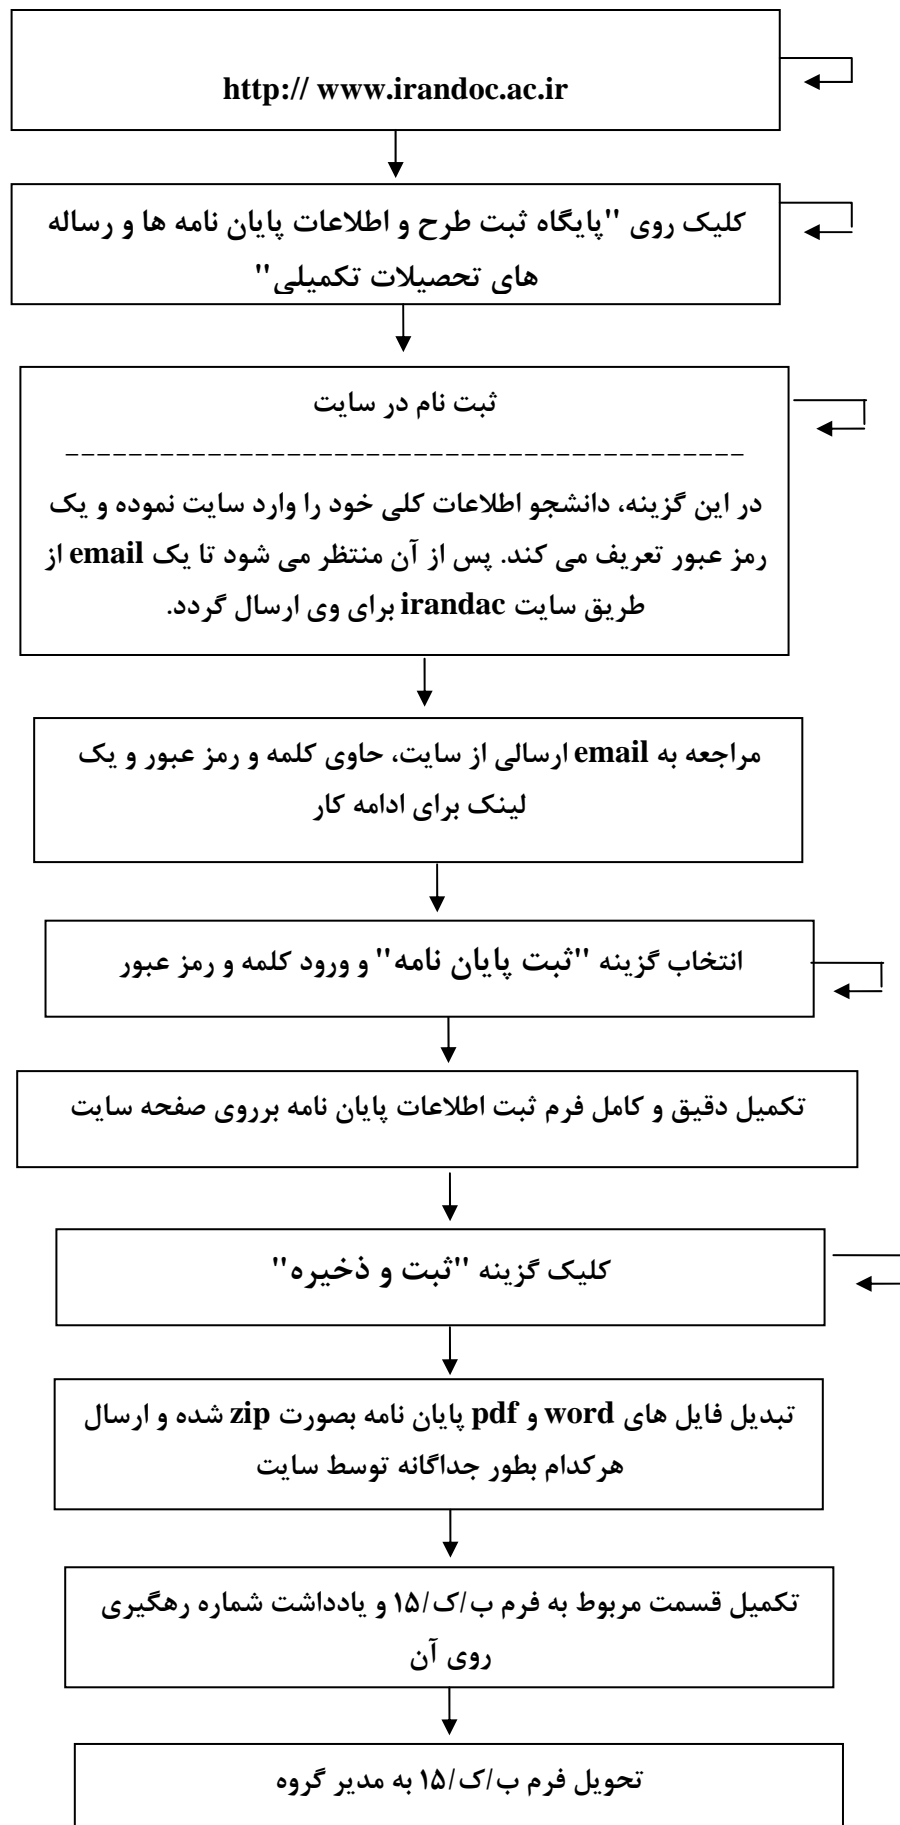 http:// www.irandoc.ac.ir
کلیک روی "پایگاه ثبت طرح و اطلاعات پایان نامه ها و رساله
های تحصیلات تکمیلی"
ثبت نام در سایت
-------------------------------------------
در این گزینه، دانشجو اطلاعات کلی خود را وارد سایت نموده و یک
رمز عبور تعریف می کند. پس از آن منتظر می شود تا یک email از
طریق سایت irandac برای وی ارسال گردد.
مراجعه به email ارسالی از سایت، حاوی کلمه و رمز عبور و یک
لینک برای ادامه کار
انتخاب گزینه "ثبت پایان نامه" و ورود کلمه و رمز عبور
تکمیل دقیق و کامل فرم ثبت اطلاعات پایان نامه برروی صفحه سایت
کلیک گزینه "ثبت و ذخیره"
تبدیل فایل های word و pdf پایان نامه بصورت zip شده و ارسال
هرکدام بطور جداگانه توسط سایت
تکمیل قسمت مربوط به فرم ب/ک/۱۵ و یادداشت شماره رهگیری
روی آن
تحویل فرم ب/ک/۱۵ به مدیر گروه